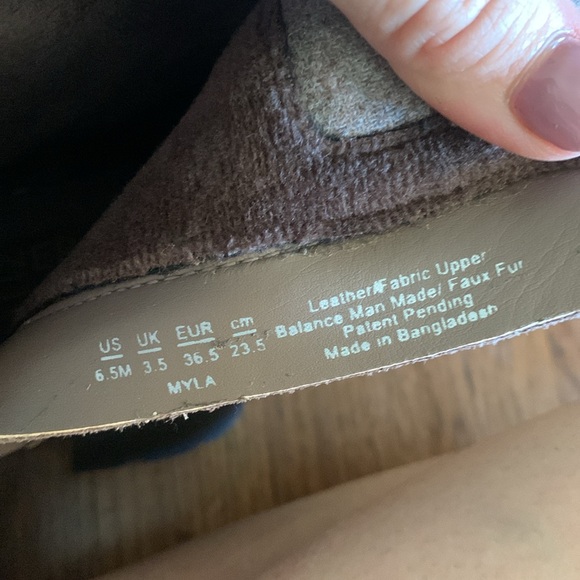 US UK EUR cm
6.5M 3.5 36.5 23.5
MYLA
Leather/Fabric Upper
Balance Man Made/ Faux Fur
Patent Pending
Made in Bangladesh